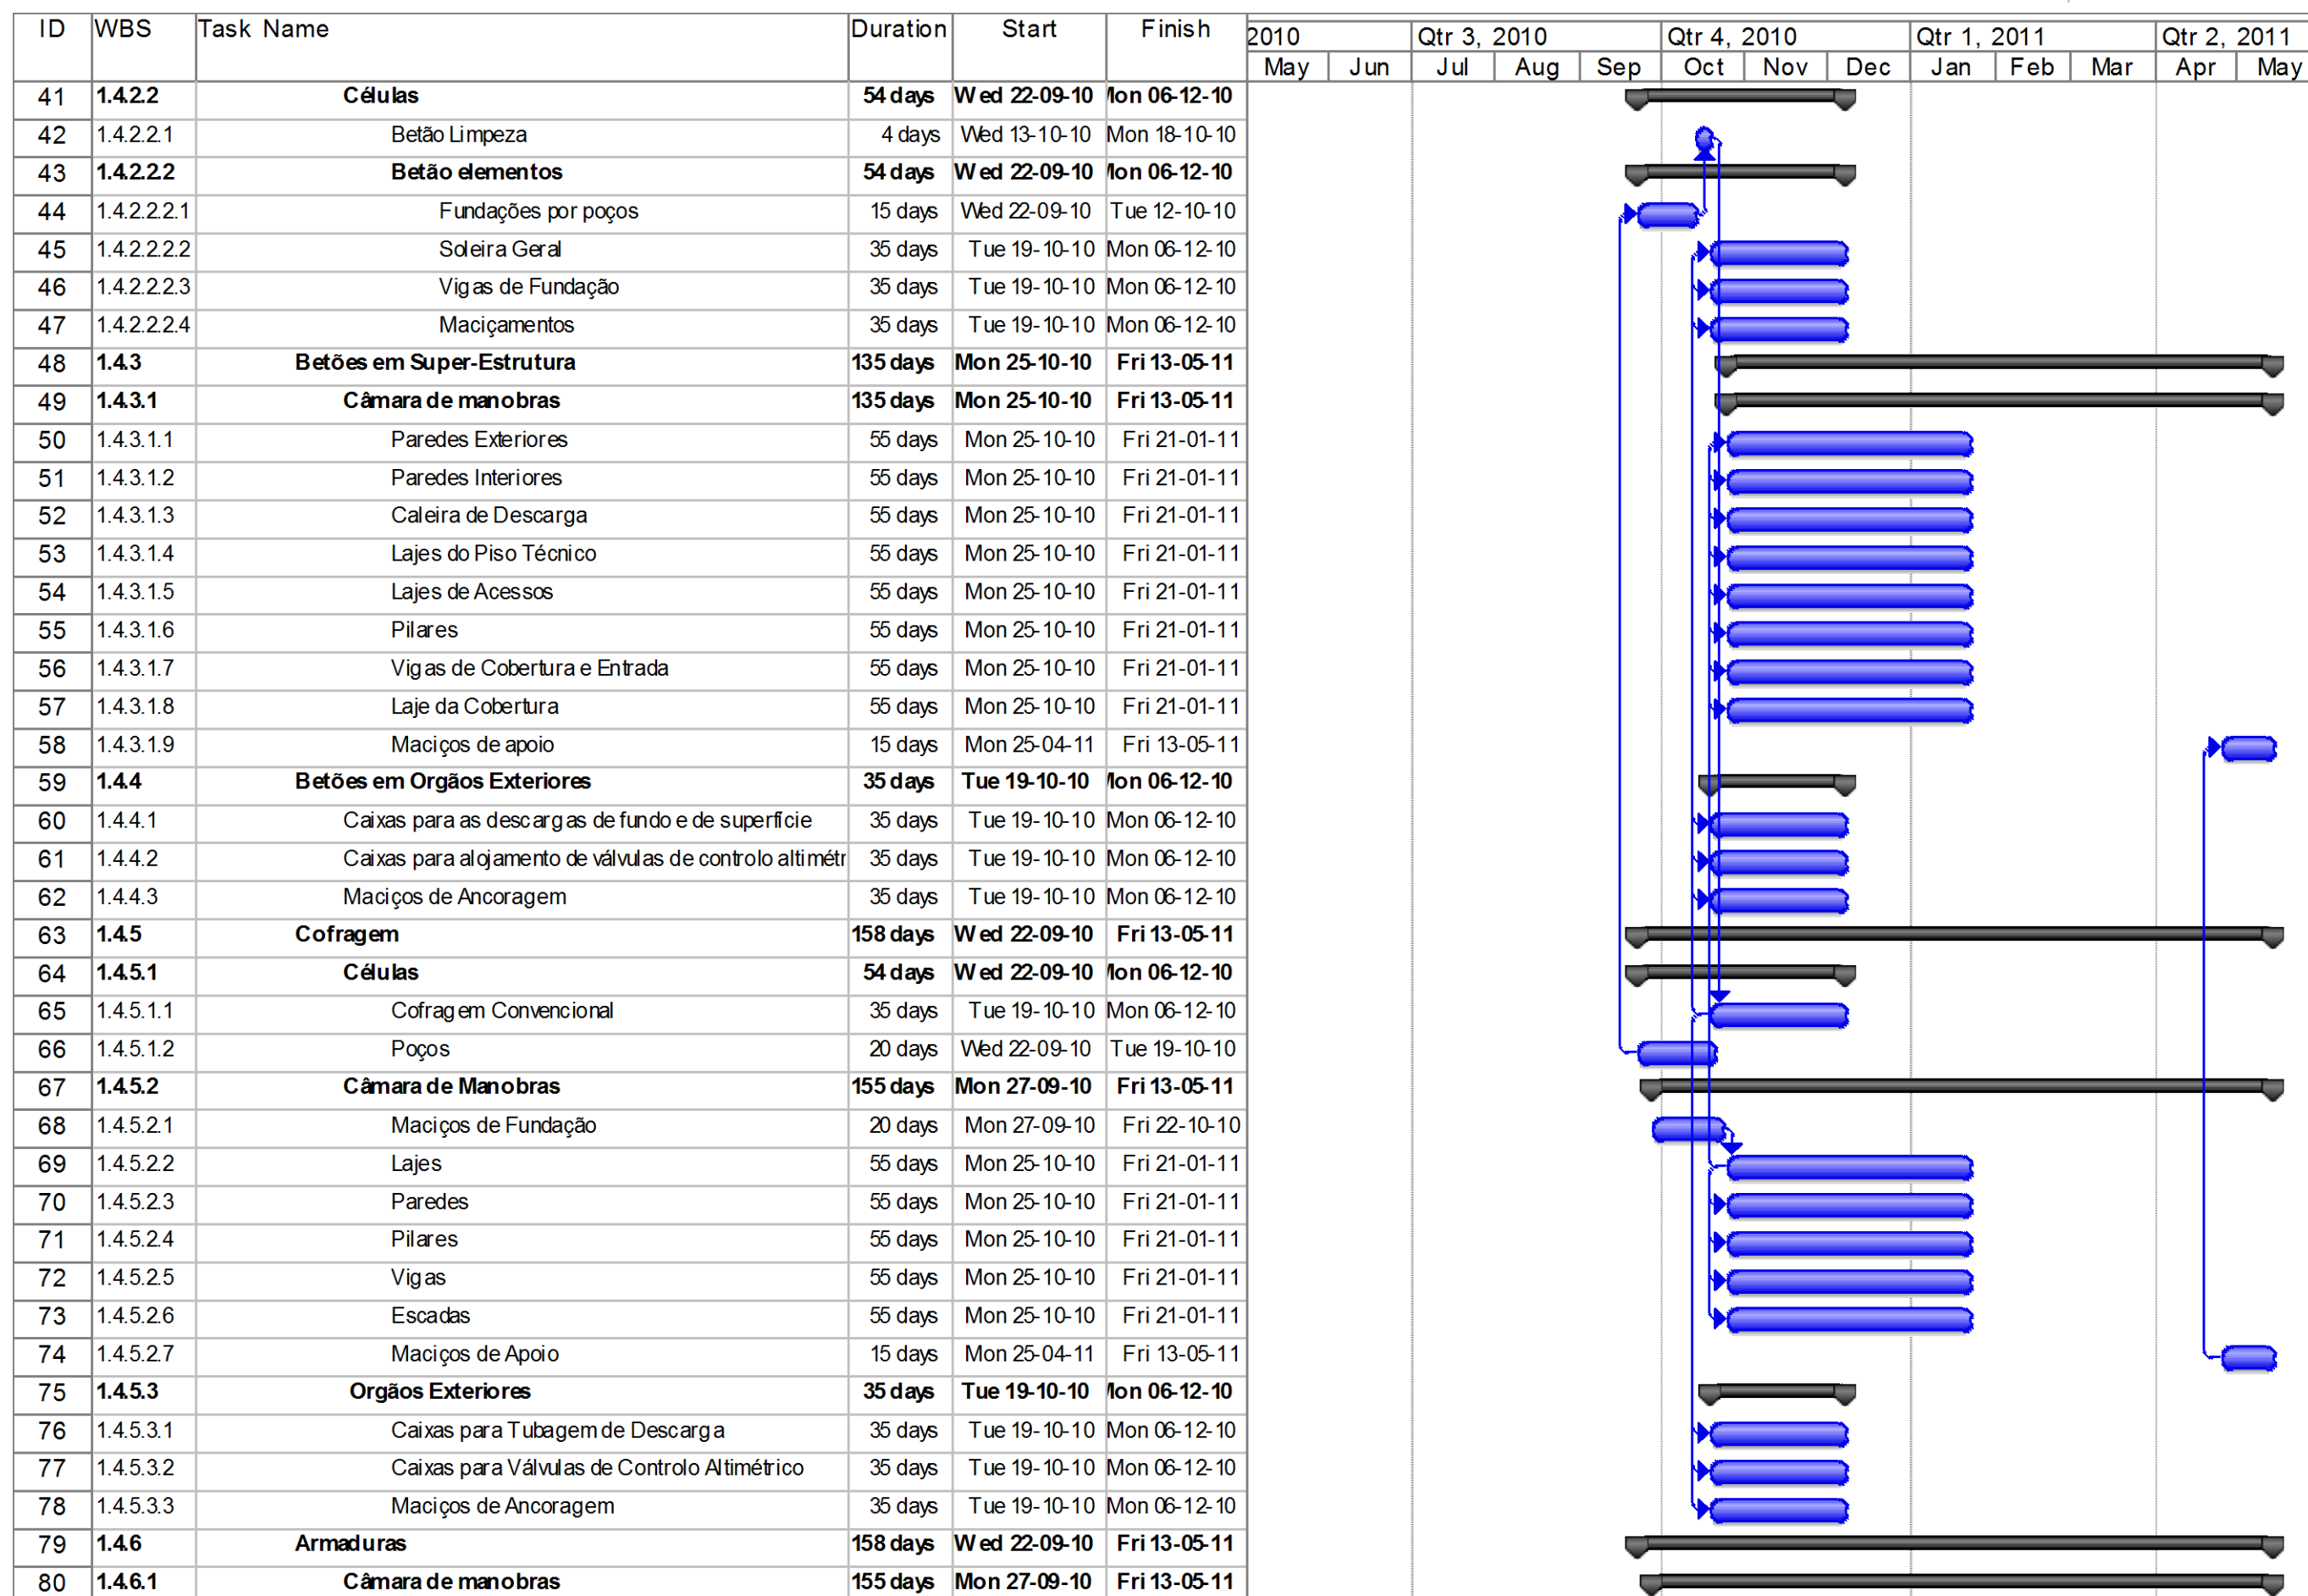 ID WBS Task Name Duration Start Finish
2010 Qtr 3, 2010 Qtr 4, 2010 Qtr 1, 2011 Qtr 2, 2011
May Jun Jul Aug Sep Oct Nov Dec Jan Feb Mar Apr May
41 1.4.2.2 Células 54 days Wed 22-09-10 Mon 06-12-10
42 1.4.2.2.1 Betão Limpeza 4 days Wed 13-10-10 Mon 18-10-10
43 1.4.2.2.2 Betão elementos 54 days Wed 22-09-10 Mon 06-12-10
44 1.4.2.2.2.1 Fundações por poços 15 days Wed 22-09-10 Tue 12-10-10
45 1.4.2.2.2.2 Soleira Geral 35 days Tue 19-10-10 Mon 06-12-10
46 1.4.2.2.2.3 Vigas de Fundação 35 days Tue 19-10-10 Mon 06-12-10
47 1.4.2.2.2.4 Maciçamentos 35 days Tue 19-10-10 Mon 06-12-10
48 1.4.3 Betões em Super-Estrutura 135 days Mon 25-10-10 Fri 13-05-11
49 1.4.3.1 Câmara de manobras 135 days Mon 25-10-10 Fri 13-05-11
50 1.4.3.1.1 Paredes Exteriores 55 days Mon 25-10-10 Fri 21-01-11
51 1.4.3.1.2 Paredes Interiores 55 days Mon 25-10-10 Fri 21-01-11
52 1.4.3.1.3 Caleira de Descarga 55 days Mon 25-10-10 Fri 21-01-11
53 1.4.3.1.4 Lajes do Piso Técnico 55 days Mon 25-10-10 Fri 21-01-11
54 1.4.3.1.5 Lajes de Acessos 55 days Mon 25-10-10 Fri 21-01-11
55 1.4.3.1.6 Pilares 55 days Mon 25-10-10 Fri 21-01-11
56 1.4.3.1.7 Vigas de Cobertura e Entrada 55 days Mon 25-10-10 Fri 21-01-11
57 1.4.3.1.8 Laje da Cobertura 55 days Mon 25-10-10 Fri 21-01-11
58 1.4.3.1.9 Maciços de apoio 15 days Mon 25-04-11 Fri 13-05-11
59 1.4.4 Betões em Orgãos Exteriores 35 days Tue 19-10-10 Mon 06-12-10
60 1.4.4.1 Caixas para as descargas de fundo e de superfície 35 days Tue 19-10-10 Mon 06-12-10
61 1.4.4.2 Caixas para alojamento de válvulas de controlo altimétr 35 days Tue 19-10-10 Mon 06-12-10
62 1.4.4.3 Maciços de Ancoragem 35 days Tue 19-10-10 Mon 06-12-10
63 1.4.5 Cofragem 158 days Wed 22-09-10 Fri 13-05-11
64 1.4.5.1 Células 54 days Wed 22-09-10 Mon 06-12-10
65 1.4.5.1.1 Cofragem Convencional 35 days Tue 19-10-10 Mon 06-12-10
66 1.4.5.1.2 Poços 20 days Wed 22-09-10 Tue 19-10-10
67 1.4.5.2 Câmara de Manobras 155 days Mon 27-09-10 Fri 13-05-11
68 1.4.5.2.1 Maciços de Fundação 20 days Mon 27-09-10 Fri 22-10-10
69 1.4.5.2.2 Lajes 55 days Mon 25-10-10 Fri 21-01-11
70 1.4.5.2.3 Paredes 55 days Mon 25-10-10 Fri 21-01-11
71 1.4.5.2.4 Pilares 55 days Mon 25-10-10 Fri 21-01-11
72 1.4.5.2.5 Vigas 55 days Mon 25-10-10 Fri 21-01-11
73 1.4.5.2.6 Escadas 55 days Mon 25-10-10 Fri 21-01-11
74 1.4.5.2.7 Maciços de Apoio 15 days Mon 25-04-11 Fri 13-05-11
75 1.4.5.3 Orgãos Exteriores 35 days Tue 19-10-10 Mon 06-12-10
76 1.4.5.3.1 Caixas para Tubagem de Descarga 35 days Tue 19-10-10 Mon 06-12-10
77 1.4.5.3.2 Caixas para Válvulas de Controlo Altimétrico 35 days Tue 19-10-10 Mon 06-12-10
78 1.4.5.3.3 Maciços de Ancoragem 35 days Tue 19-10-10 Mon 06-12-10
79 1.4.6 Armaduras 158 days Wed 22-09-10 Fri 13-05-11
80 1.4.6.1 Câmara de manobras 155 days Mon 27-09-10 Fri 13-05-11